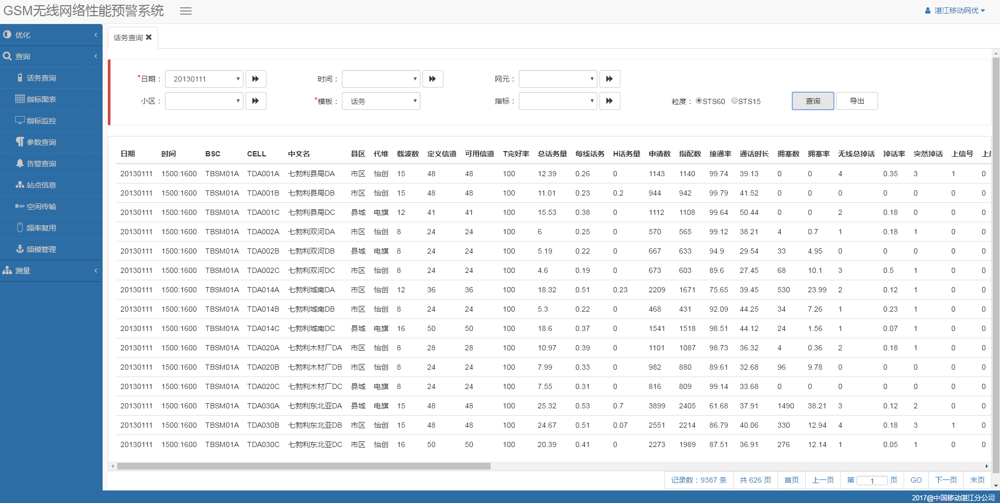 GSM无线网络性能预警系统
湛江移动网优
优化
查询
话务查询
指标图表
指标监控
参数查询
告警查询
站点信息
空闲传输
频率复用
频模管理
测量
话务查询
*日期： 20130111 时间： 网元：
小区： *模板： 话务 指标： 粒度： STS60 STS15 查询 导出
日期 时间 BSC CELL 中文名 县区 代维 载波数 定义信道 可用信道 T完好率 总话务量 每线话务 H话务量 申请数 指配数 接通率 通话时长 拥塞数 拥塞率 无线总掉话 掉话率 突然掉话 上信号
20130111 1500:1600 TBSM01A TDA001A 七勃利县局DA 市区 怡创 15 48 48 100 12.39 0.26 0 1143 1140 99.74 39.13 0 0 4 0.35 3 1 0
20130111 1500:1600 TBSM01A TDA001B 七勃利县局DB 市区 怡创 15 48 48 100 11.01 0.23 0.2 944 942 99.79 41.52 0 0 0 0 0 0 0
20130111 1500:1600 TBSM01A TDA001C 七勃利县局DC 县城 电旗 12 41 41 100 15.53 0.38 0 1112 1108 99.64 50.44 0 0 2 0.18 0 0 0
20130111 1500:1600 TBSM01A TDA002A 七勃利双河DA 市区 怡创 8 24 24 100 6 0.25 0 570 565 99.12 38.21 4 0.7 1 0.18 1 0 0
20130111 1500:1600 TBSM01A TDA002B 七勃利双河DB 县城 电旗 8 24 24 100 5.19 0.22 0 667 633 94.9 29.54 33 4.95 0 0 0 0 0
20130111 1500:1600 TBSM01A TDA002C 七勃利双河DC 市区 怡创 8 24 24 100 4.6 0.19 0 673 603 89.6 27.45 68 10.1 3 0.5 1 0 0
20130111 1500:1600 TBSM01A TDA014A 七勃利城南DA 市区 怡创 12 36 36 100 18.32 0.51 0.23 2209 1671 75.65 39.45 530 23.99 2 0.12 1 0 0
20130111 1500:1600 TBSM01A TDA014B 七勃利城南DB 市区 怡创 8 24 24 100 5.3 0.22 0 468 431 92.09 44.25 34 7.26 1 0.23 1 0 0
20130111 1500:1600 TBSM01A TDA014C 七勃利城南DC 县城 电旗 16 50 50 100 18.6 0.37 0 1541 1518 98.51 44.12 24 1.56 1 0.07 1 0 0
20130111 1500:1600 TBSM01A TDA020A 七勃利木材厂DA 市区 怡创 8 28 28 100 10.97 0.39 0 1101 1087 98.73 36.32 4 0.36 2 0.18 1 0 0
20130111 1500:1600 TBSM01A TDA020B 七勃利木材厂DB 市区 怡创 8 24 24 100 7.99 0.33 0 982 880 89.61 32.68 96 9.78 0 0 0 0 0
20130111 1500:1600 TBSM01A TDA020C 七勃利木材厂DC 县城 电旗 8 24 24 100 7.55 0.31 0 816 809 99.14 33.68 0 0 0 0 0 0 0
20130111 1500:1600 TBSM01A TDA030A 七勃利东北亚DA 县城 电旗 15 48 48 100 25.32 0.53 0.7 3899 2405 61.68 37.91 1490 38.21 3 0.12 2 0 0
20130111 1500:1600 TBSM01A TDA030B 七勃利东北亚DB 市区 怡创 15 48 48 100 24.67 0.51 0.07 2551 2214 86.79 40.06 330 12.94 4 0.18 3 1 0
20130111 1500:1600 TBSM01A TDA030C 七勃利东北亚DC 市区 怡创 16 50 50 100 20.39 0.41 0 2273 1989 87.51 36.91 276 12.14 1 0.05 1 0 0
记录数：9387 条 共 626 页 首页 上一页 第 1 页 GO 下一页 末页
2017@中国移动湛江分公司